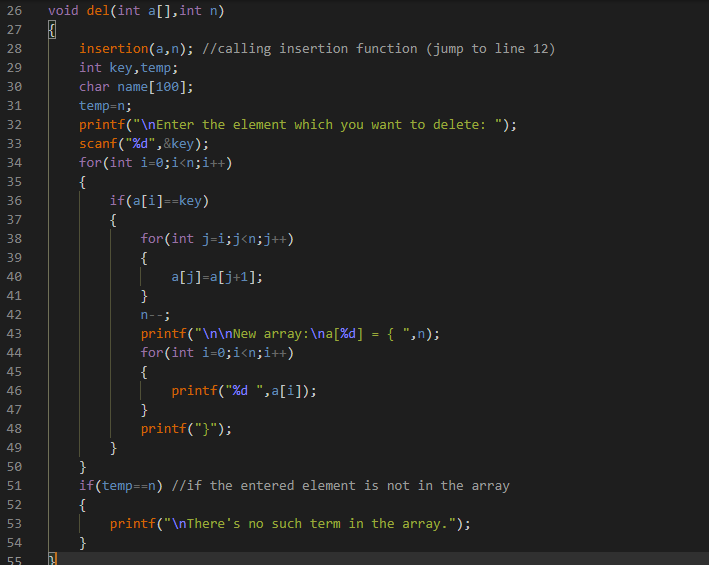 26 void del(int a[],int n)
27 {
28 insertion(a,n); //calling insertion function (jump to line 12)
29 int key,temp;
30 char name[100];
31 temp=n;
32 printf("\nEnter the element which you want to delete: ");
33 scanf("%d",&key);
34 for(int i=0;i<n;i++)
35 {
36 if(a[i]==key)
37 {
38 for(int j=i;j<n;j++)
39 {
40 a[j]=a[j+1];
41 }
42 n--;
43 printf("\n\nNew array:\na[%d] = { ",n);
44 for(int i=0;i<n;i++)
45 {
46 printf("%d ",a[i]);
47 }
48 printf("}");
49 }
50 }
51 if(temp==n) //if the entered element is not in the array
52 {
53 printf("\nThere's no such term in the array.");
54 }
55 }